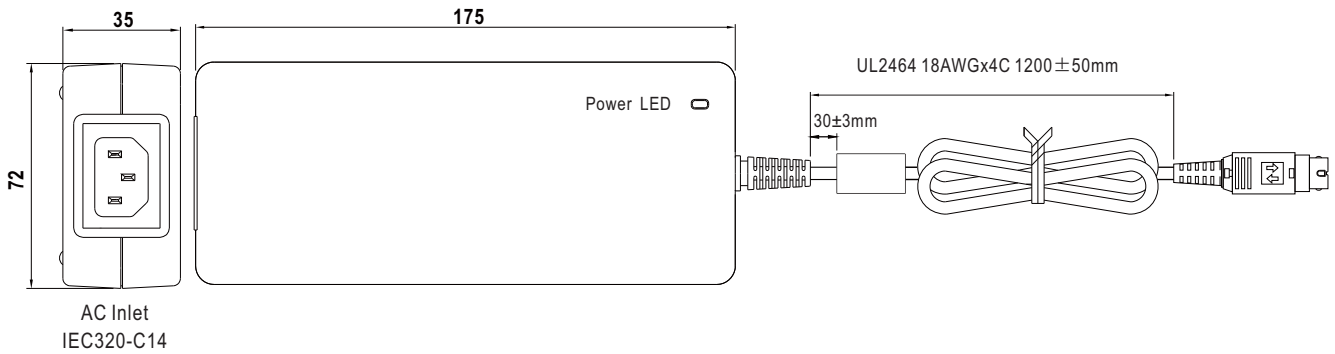 35
175
UL2464 18AWGx4C 1200±50mm
Power LED
30±3mm
72
AC Inlet
IEC320-C14